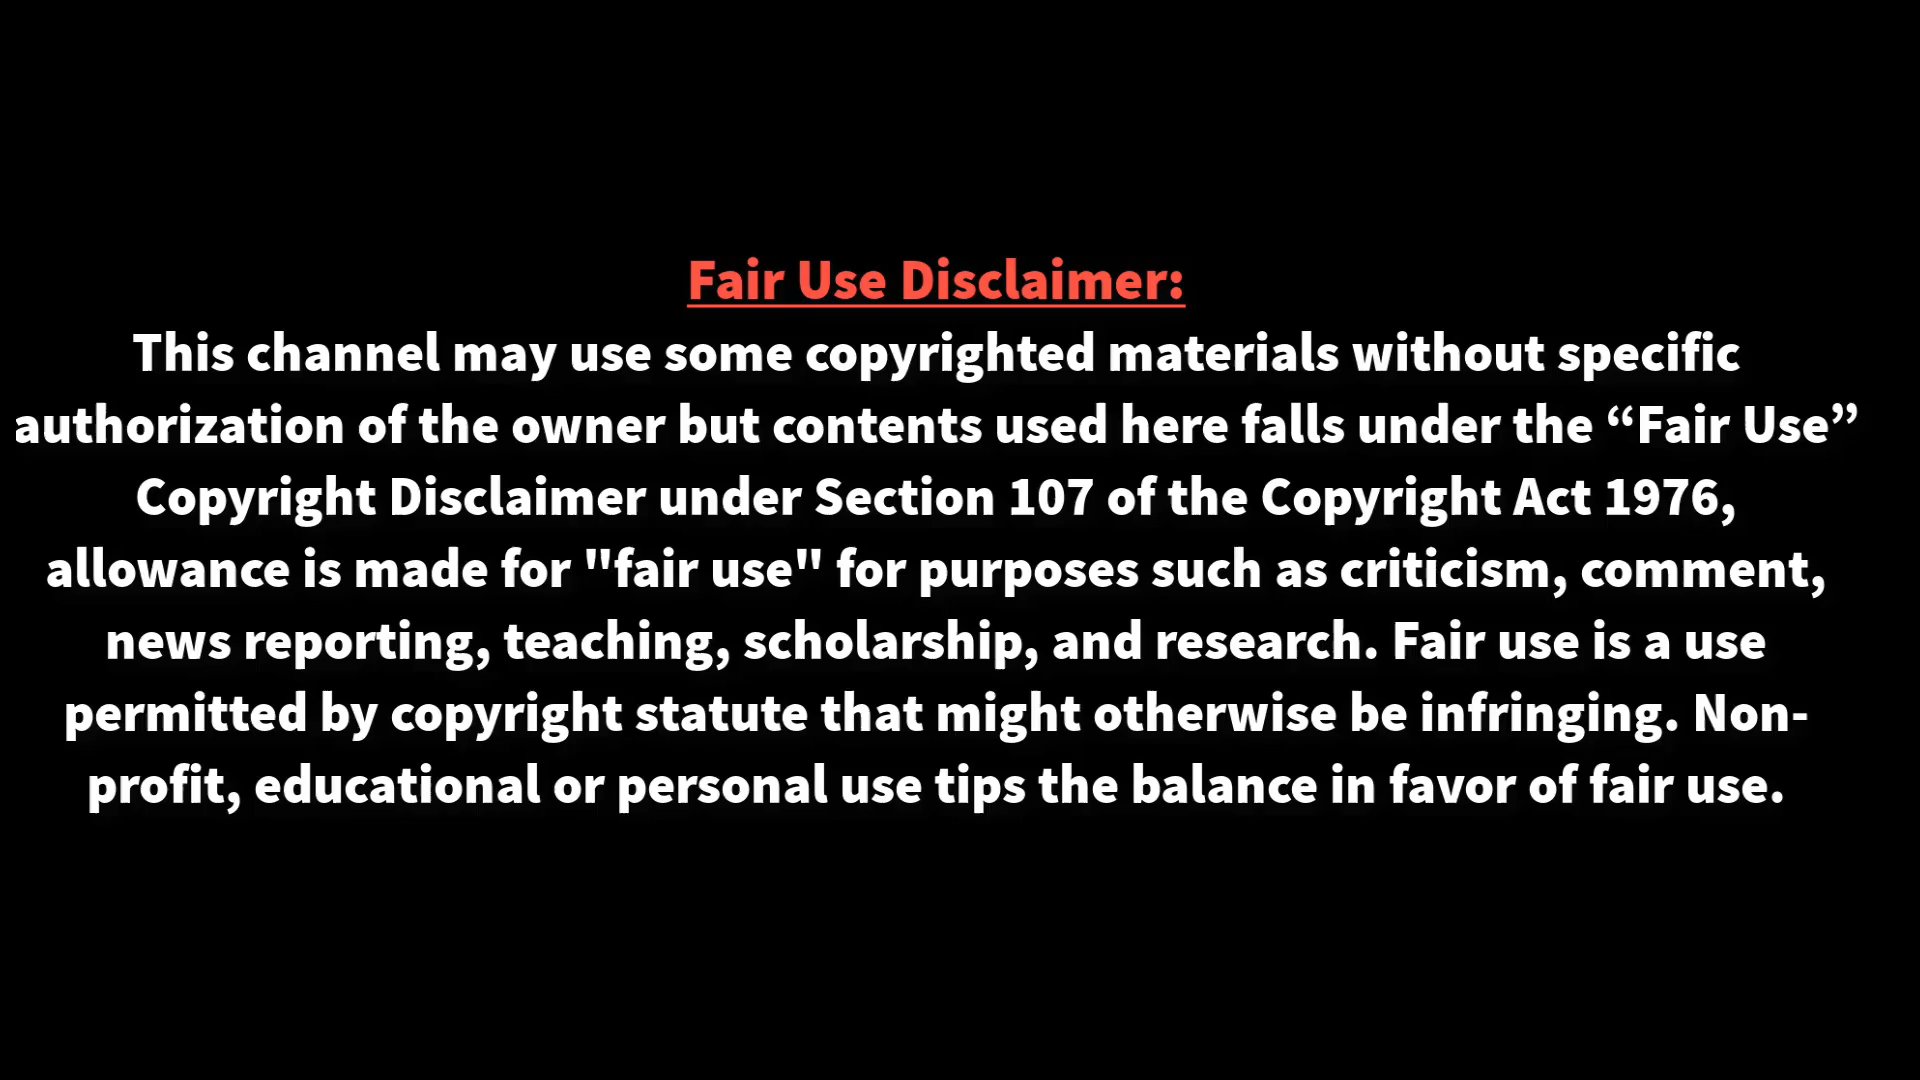 Fair Use Disclaimer:
This channel may use some copyrighted materials without specific
authorization of the owner but contents used here falls under the “Fair Use”
Copyright Disclaimer under Section 107 of the Copyright Act 1976,
allowance is made for "fair use" for purposes such as criticism, comment,
news reporting, teaching, scholarship, and research. Fair use is a use
permitted by copyright statute that might otherwise be infringing. Non-
profit, educational or personal use tips the balance in favor of fair use.